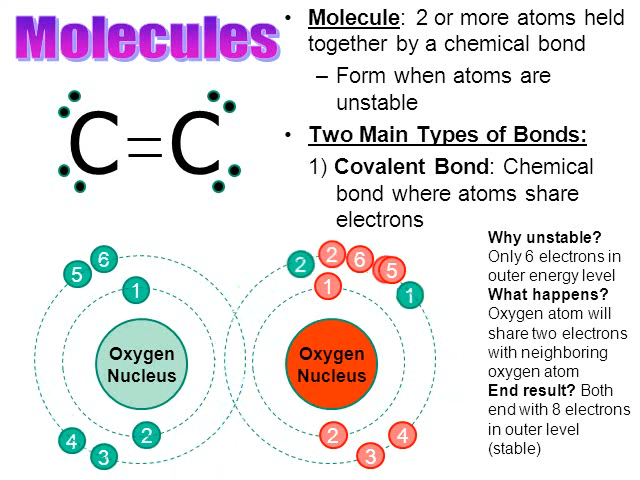 Molecules
C=C
• Molecule: 2 or more atoms held
together by a chemical bond
– Form when atoms are
unstable
• Two Main Types of Bonds:
1) Covalent Bond: Chemical
bond where atoms share
electrons
Why unstable?
Only 6 electrons in
outer energy level
What happens?
Oxygen atom will
share two electrons
with neighboring
oxygen atom
End result? Both
end with 8 electrons
in outer level
(stable)
5 6
1
Oxygen
Nucleus
2
4
3
2 2 6 5
1 1
Oxygen
Nucleus
2
3 4